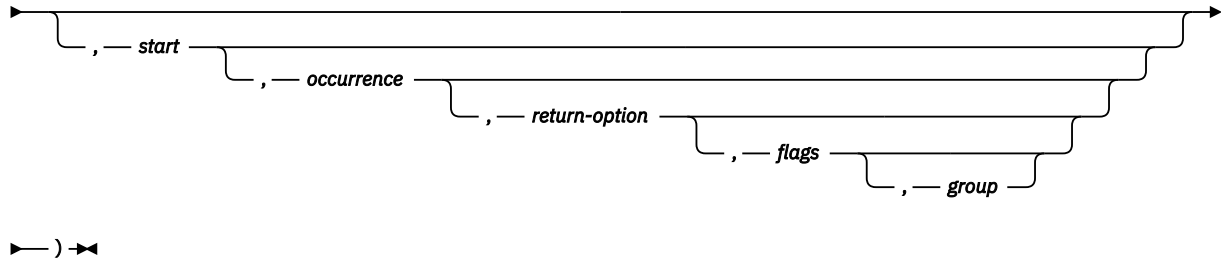 , start
, occurrence
, return-option
, flags
, group
)